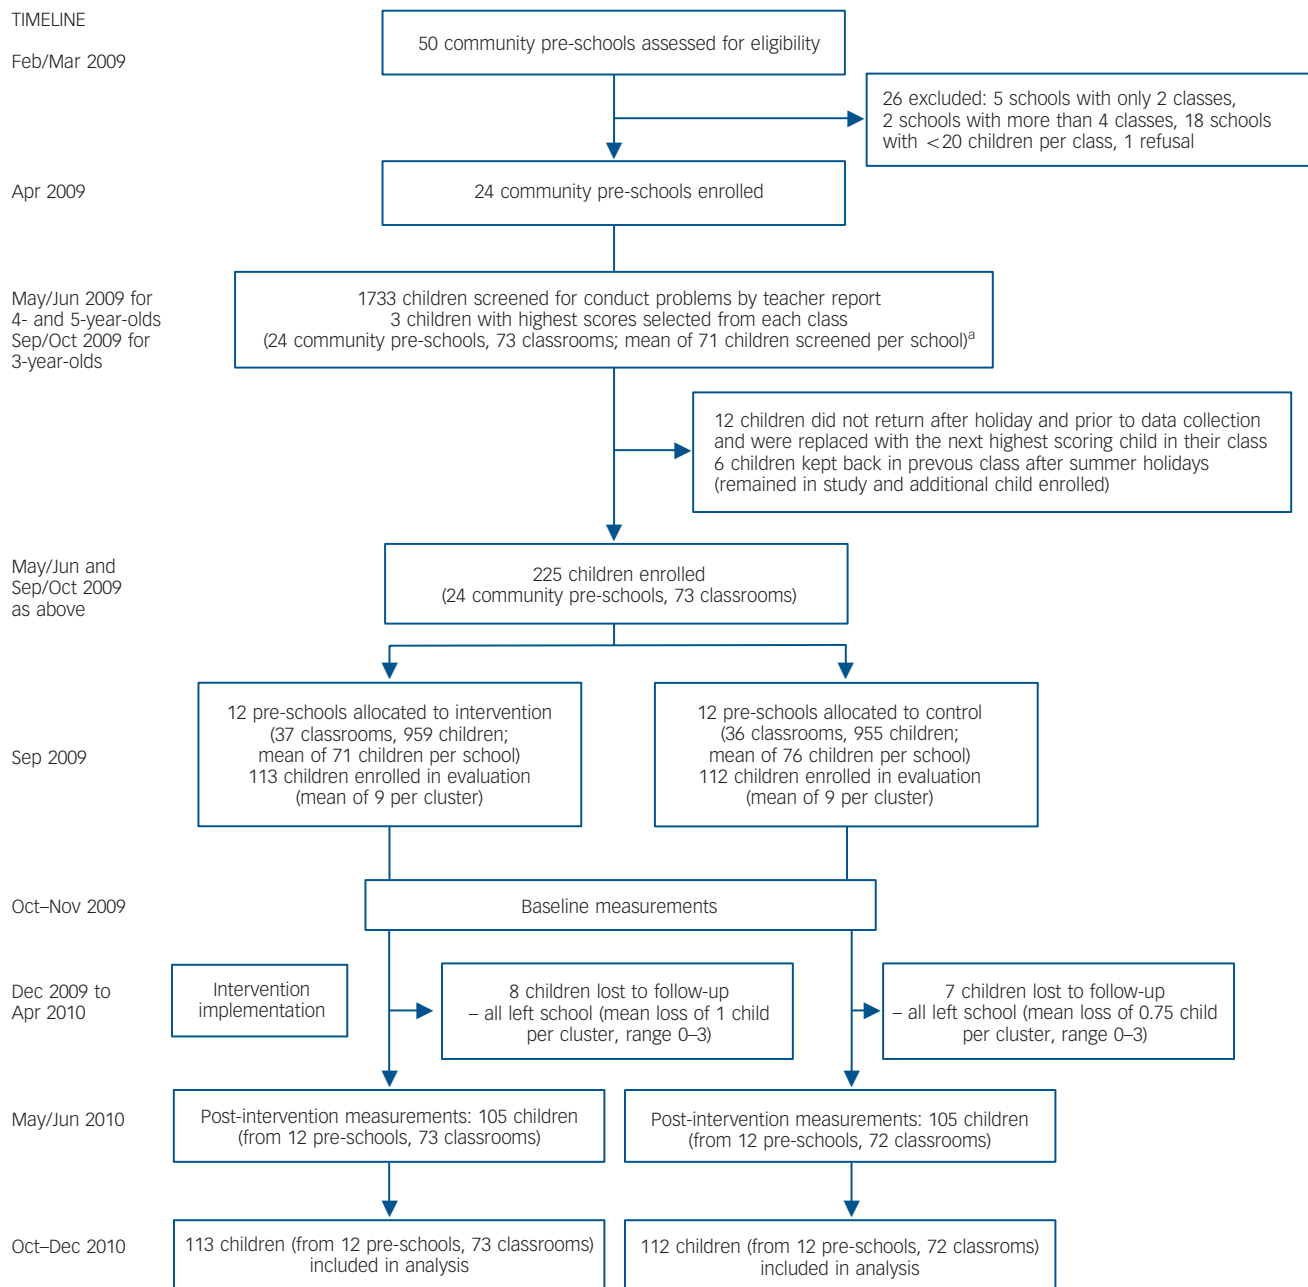 TIMELINE
Feb/Mar 2009
50 community pre-schools assessed for eligibility
26 excluded: 5 schools with only 2 classes,
2 schools with more than 4 classes, 18 schools
with <20 children per class, 1 refusal
Apr 2009
24 community pre-schools enrolled
May/Jun 2009 for
4- and 5-year-olds
Sep/Oct 2009 for
3-year-olds
1733 children screened for conduct problems by teacher report
3 children with highest scores selected from each class
(24 community pre-schools, 73 classrooms; mean of 71 children screened per school)a
12 children did not return after holiday and prior to data collection
and were replaced with the next highest scoring child in their class
6 children kept back in prevous class after summer holidays
(remained in study and additional child enrolled)
May/Jun and
Sep/Oct 2009
as above
225 children enrolled
(24 community pre-schools, 73 classrooms)
Sep 2009
12 pre-schools allocated to intervention
(37 classrooms, 959 children;
mean of 71 children per school)
113 children enrolled in evaluation
(mean of 9 per cluster)
12 pre-schools allocated to control
(36 classrooms, 955 children;
mean of 76 children per school)
112 children enrolled in evaluation
(mean of 9 per cluster)
Oct–Nov 2009
Baseline measurements
Dec 2009 to
Apr 2010
Intervention
implementation
8 children lost to follow-up
– all left school (mean loss of 1 child
per cluster, range 0–3)
7 children lost to follow-up
– all left school (mean loss of 0.75 child
per cluster, range 0–3)
May/Jun 2010
Post-intervention measurements: 105 children
(from 12 pre-schools, 73 classrooms)
Post-intervention measurements: 105 children
(from 12 pre-schools, 72 classrooms)
Oct–Dec 2010
113 children (from 12 pre-schools, 73 classrooms)
included in analysis
112 children (from 12 pre-schools, 72 classroms)
included in analysis